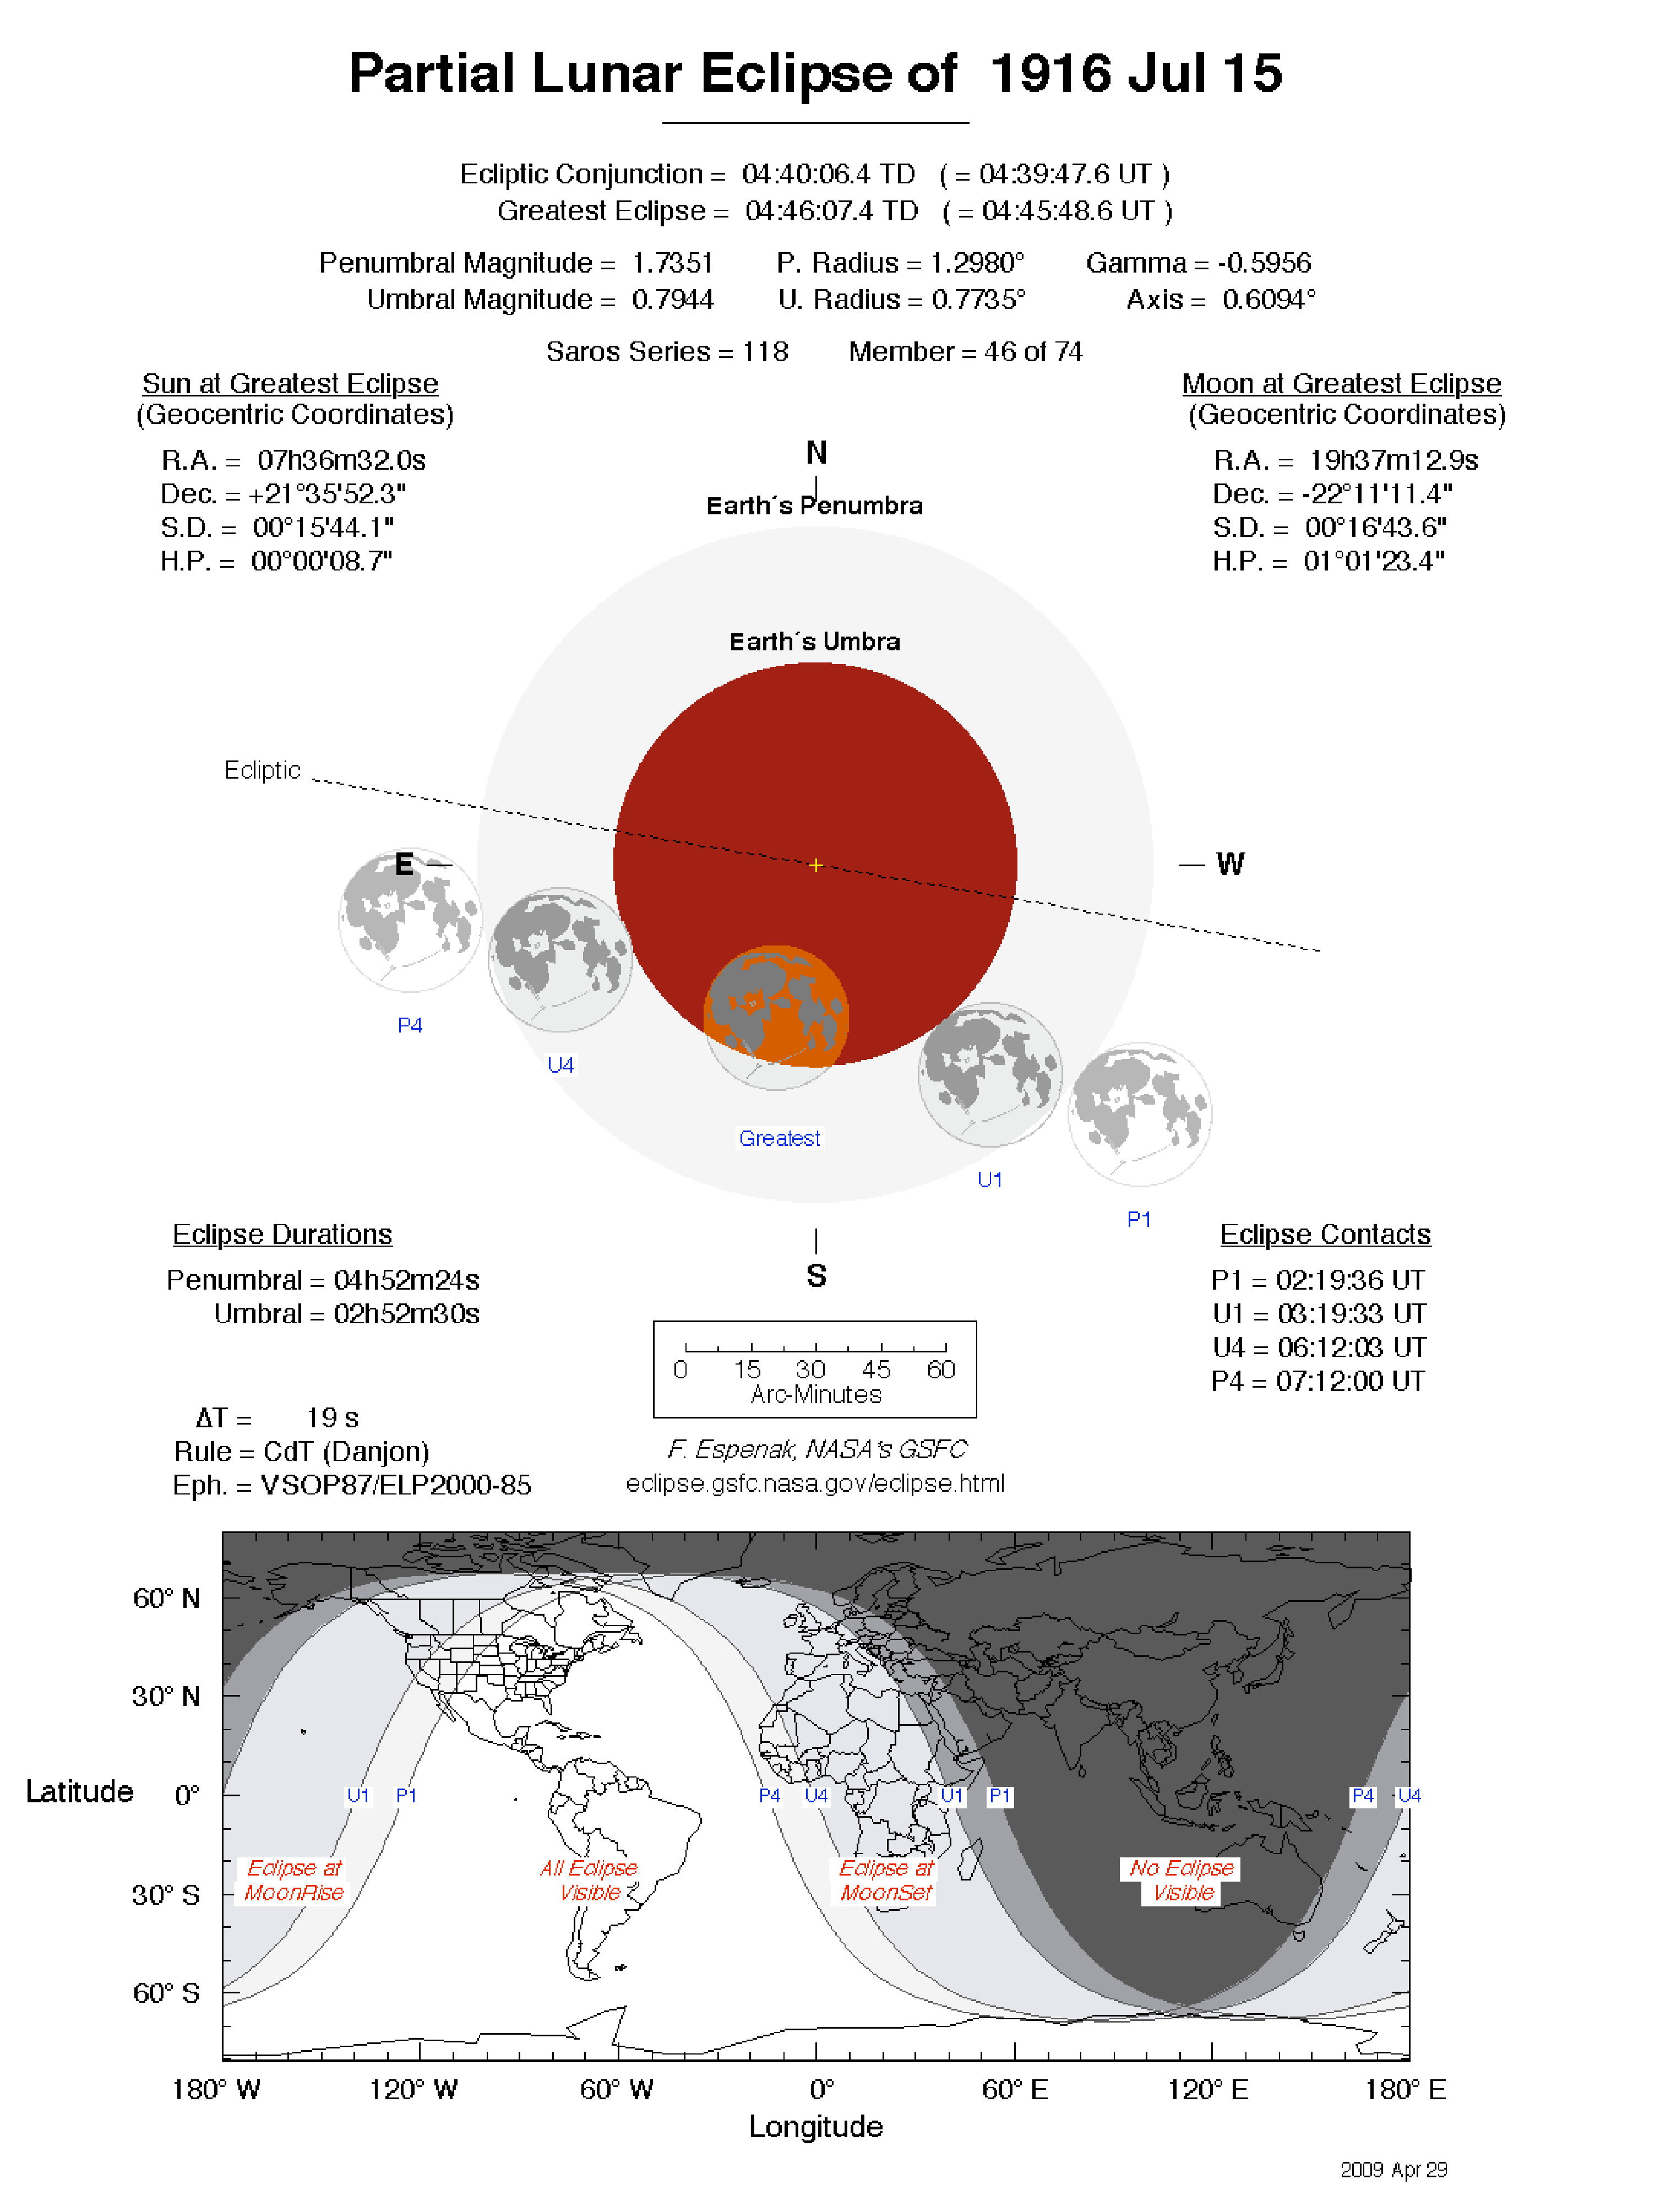 Partial Lunar Eclipse of 1916 Jul 15
Ecliptic Conjunction = 04:40:06.4 TD ( = 04:39:47.6 UT )
Greatest Eclipse = 04:46:07.4 TD ( = 04:45:48.6 UT )
Penumbral Magnitude = 1.7351 P. Radius = 1.2980° Gamma = -0.5956
Umbral Magnitude = 0.7944 U. Radius = 0.7735° Axis = 0.6094°
Saros Series = 118 Member = 46 of 74
Sun at Greatest Eclipse
(Geocentric Coordinates)
R.A. = 07h36m32.0s
Dec. = +21°35'52.3"
S.D. = 00°15'44.1"
H.P. = 00°00'08.7"
Moon at Greatest Eclipse
(Geocentric Coordinates)
R.A. = 19h37m12.9s
Dec. = -22°11'11.4"
S.D. = 00°16'43.6"
H.P. = 01°01'23.4"
N
Earth´s Penumbra
Earth´s Umbra
Ecliptic
E
W
P4
U4
Greatest
U1
P1
S
Eclipse Durations
Penumbral = 04h52m24s
Umbral = 02h52m30s
Eclipse Contacts
P1 = 02:19:36 UT
U1 = 03:19:33 UT
U4 = 06:12:03 UT
P4 = 07:12:00 UT
0 15 30 45 60
Arc-Minutes
ΔT = 19 s
Rule = CdT (Danjon)
Eph. = VSOP87/ELP2000-85
F. Espenak, NASA's GSFC
eclipse.gsfc.nasa.gov/eclipse.html
60° N
30° N
Latitude 0°
30° S
60° S
U1 P1 P4 U4 U1 P1 P4 U4
Eclipse at
MoonRise
All Eclipse
Visible
Eclipse at
MoonSet
No Eclipse
Visible
180° W 120° W 60° W 0° 60° E 120° E 180° E
Longitude
2009 Apr 29